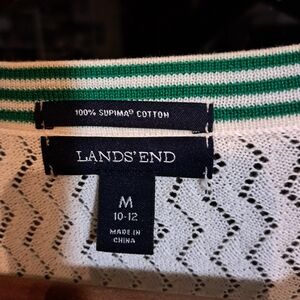 100% SUPIMA® COTTON
LANDS' END
M
10-12
MADE IN
CHINA